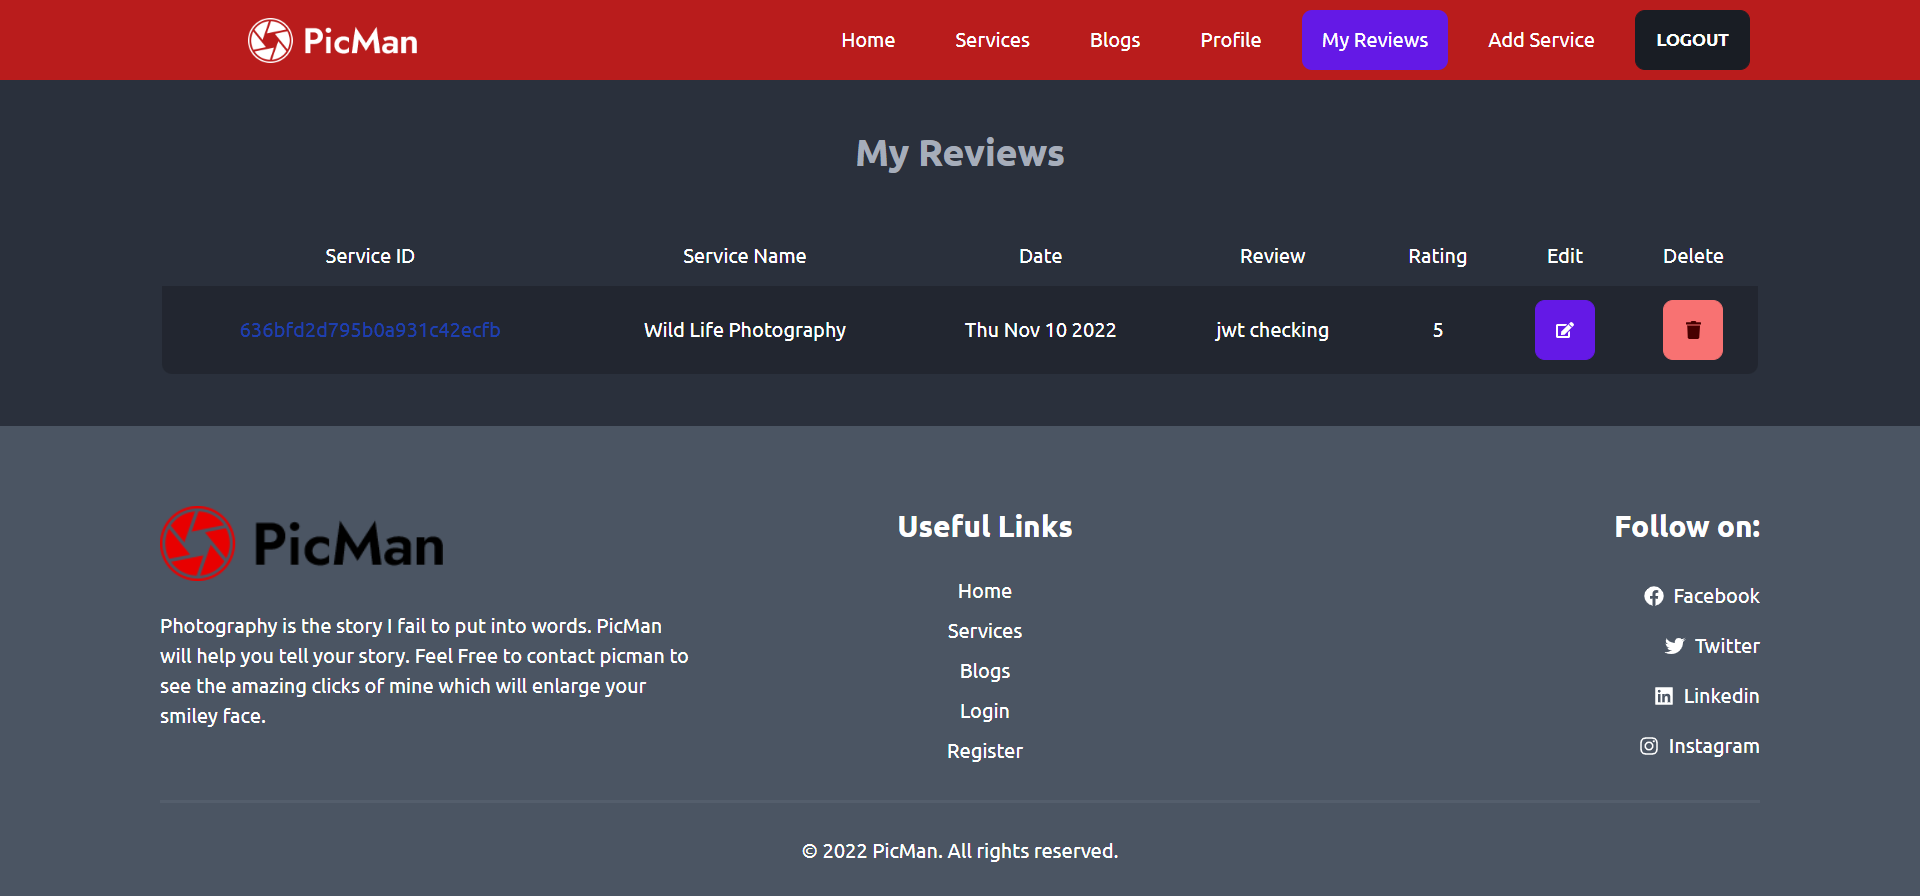 PicMan
Home Services Blogs Profile My Reviews Add Service LOGOUT
My Reviews
Service ID Service Name Date Review Rating Edit Delete
636bfd2d795b0a931c42ecfb Wild Life Photography Thu Nov 10 2022 jwt checking 5
PicMan
Photography is the story I fail to put into words. PicMan
will help you tell your story. Feel Free to contact picman to
see the amazing clicks of mine which will enlarge your
smiley face.
Useful Links
Home
Services
Blogs
Login
Register
Follow on:
Facebook
Twitter
Linkedin
Instagram
© 2022 PicMan. All rights reserved.